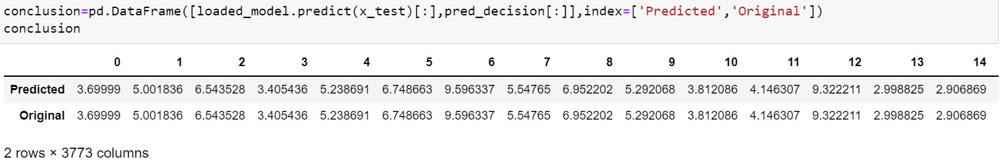 conclusion=pd.DataFrame([loaded_model.predict(x_test)[:],pred_decision[:]],index=['Predicted','Original'])
conclusion
0 1 2 3 4 5 6 7 8 9 10 11 12 13 14
Predicted 3.69999 5.001836 6.543528 3.405436 5.238691 6.748663 9.596337 5.54765 6.952202 5.292068 3.812086 4.146307 9.322211 2.998825 2.906869
Original 3.69999 5.001836 6.543528 3.405436 5.238691 6.748663 9.596337 5.54765 6.952202 5.292068 3.812086 4.146307 9.322211 2.998825 2.906869
2 rows × 3773 columns